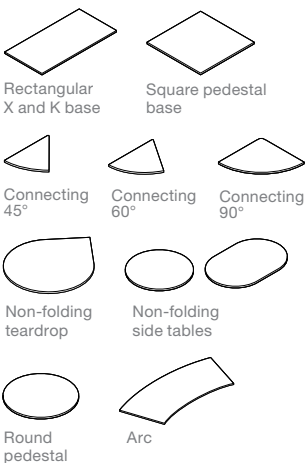 Rectangular
X and K base
Square pedestal
base
Connecting
45°
Connecting
60°
Connecting
90°
Non-folding
teardrop
Non-folding
side tables
Round
pedestal
Arc